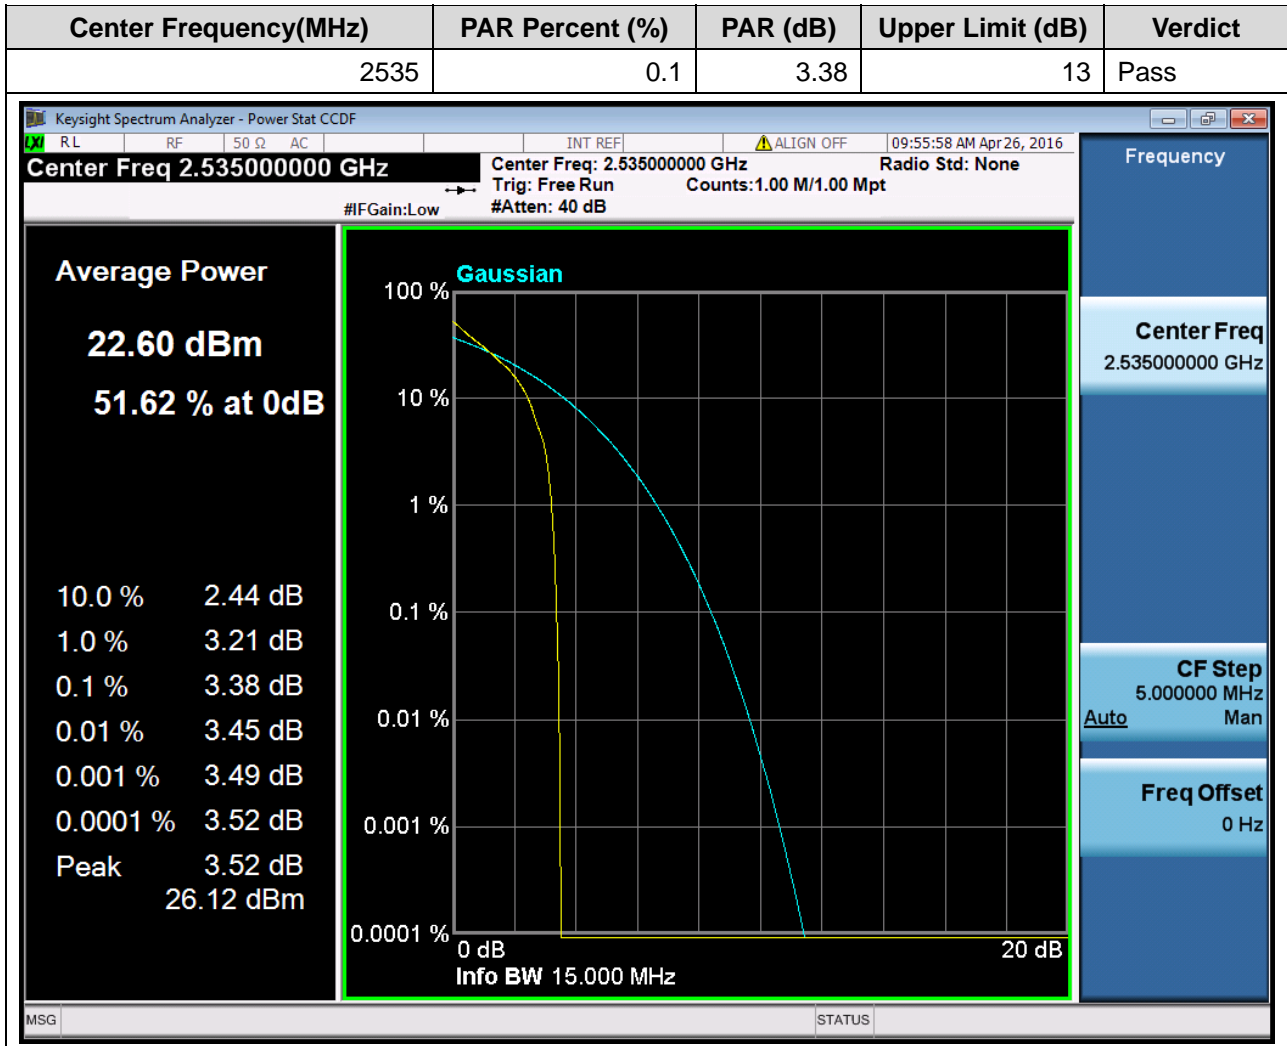 Center Frequency(MHz) PAR Percent (%) PAR (dB) Upper Limit (dB) Verdict
2535 0.1 3.38 13 Pass
Keysight Spectrum Analyzer - Power Stat CCDF
LXI RL RF 50 Ω AC INT REF ALIGN OFF 09:55:58 AM Apr 26, 2016
Center Freq 2.535000000 GHz
Center Freq: 2.535000000 GHz Radio Std: None
Trig: Free Run Counts:1.00 M/1.00 Mpt
#IFGain:Low #Atten: 40 dB
Average Power
22.60 dBm
51.62 % at 0dB
10.0 % 2.44 dB
1.0 % 3.21 dB
0.1 % 3.38 dB
0.01 % 3.45 dB
0.001 % 3.49 dB
0.0001 % 3.52 dB
Peak 3.52 dB
26.12 dBm
Gaussian
100 %
10 %
1 %
0.1 %
0.01 %
0.001 %
0.0001 %
0 dB 20 dB
Info BW 15.000 MHz
Frequency
Center Freq
2.535000000 GHz
CF Step
5.000000 MHz
Auto Man
Freq Offset
0 Hz
MSG STATUS